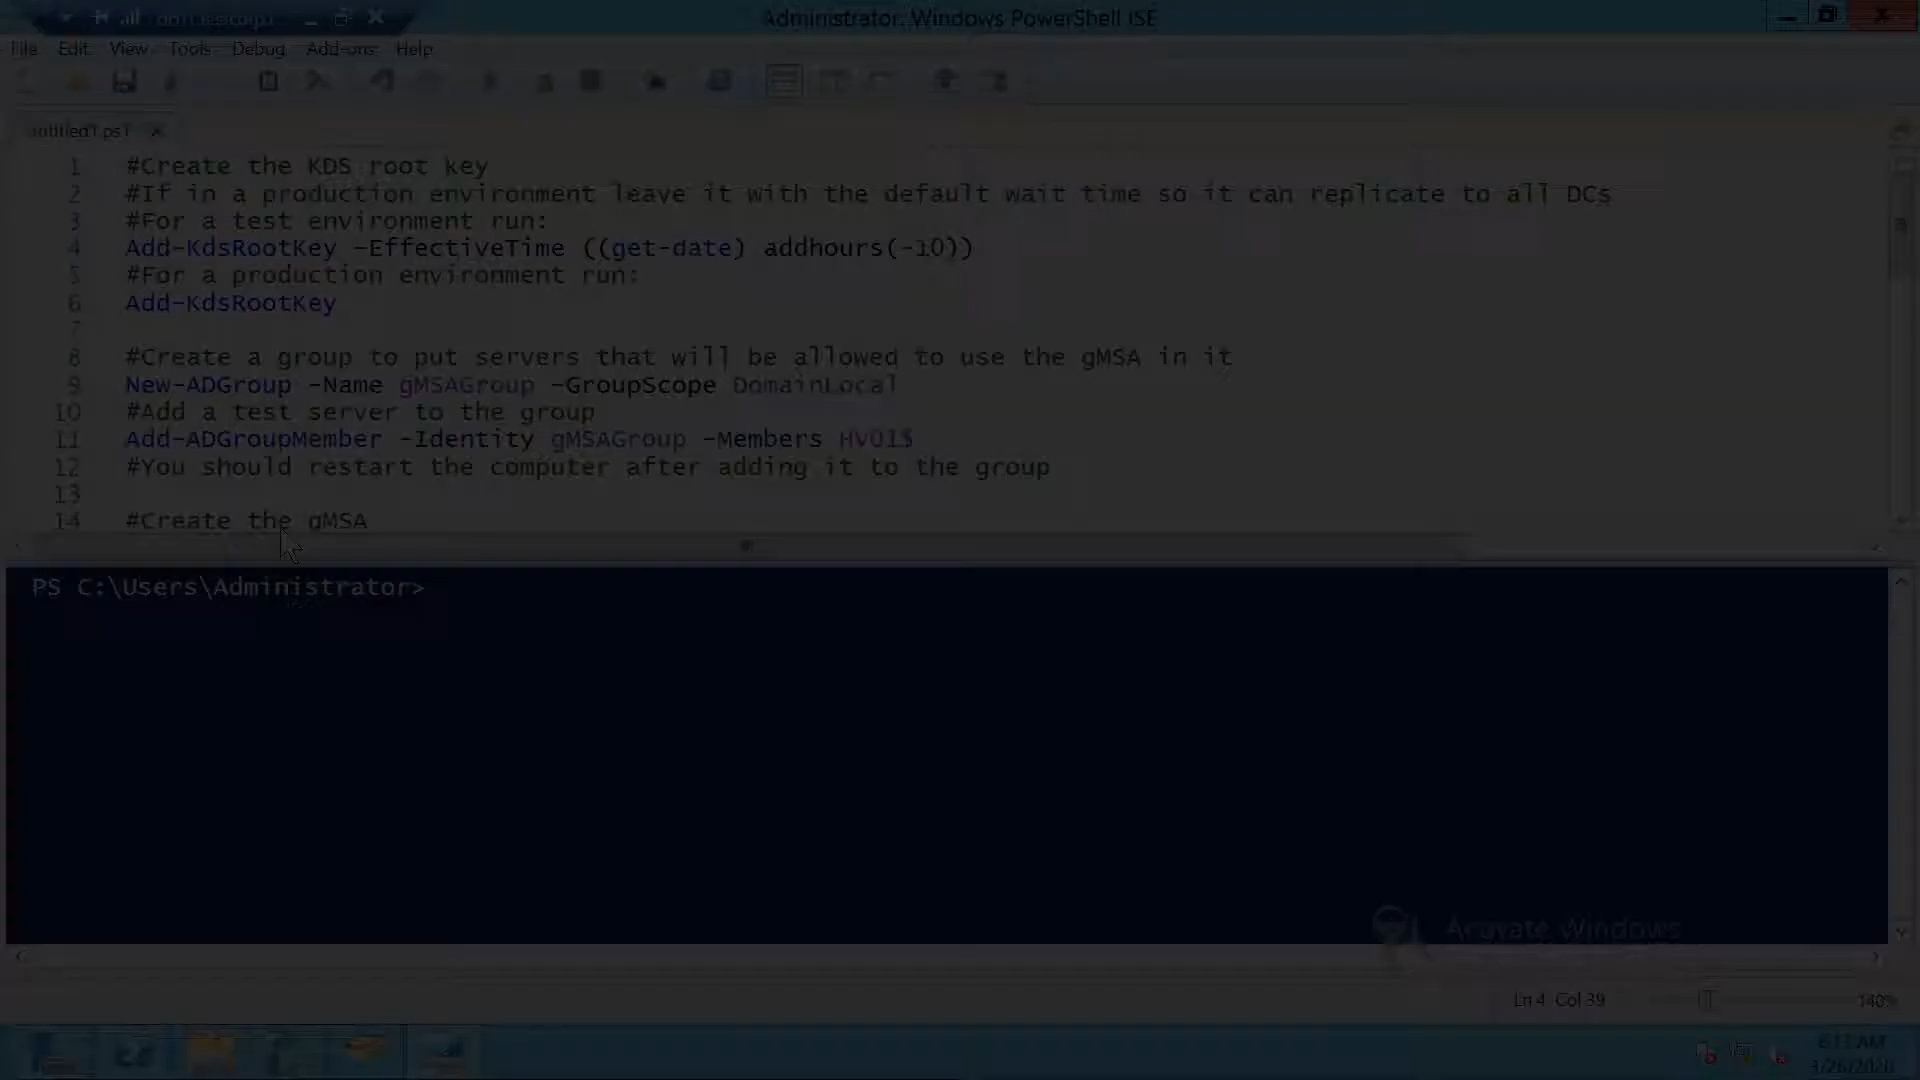 Administrator: Windows PowerShell ISE
File Edit View Tools Debug Add-ons Help
1 #Create the KDS root key
2 #If in a production environment leave it with the default wait time so it can replicate to all DCs
3 #For a test environment run:
4 Add-KdsRootKey -EffectiveTime ((get-date) addhours(-10))
5 #For a production environment run:
6 Add-KdsRootKey
7
8 #Create a group to put servers that will be allowed to use the gMSA in it
9 New-ADGroup -Name gMSAGroup -GroupScope DomainLocal
10 #Add a test server to the group
11 Add-ADGroupMember -Identity gMSAGroup -Members HV01$
12 #You should restart the computer after adding it to the group
13
14 #Create the gMSA
PS C:\Users\Administrator>
Activate Windows
Ln 4 Col 39
140%